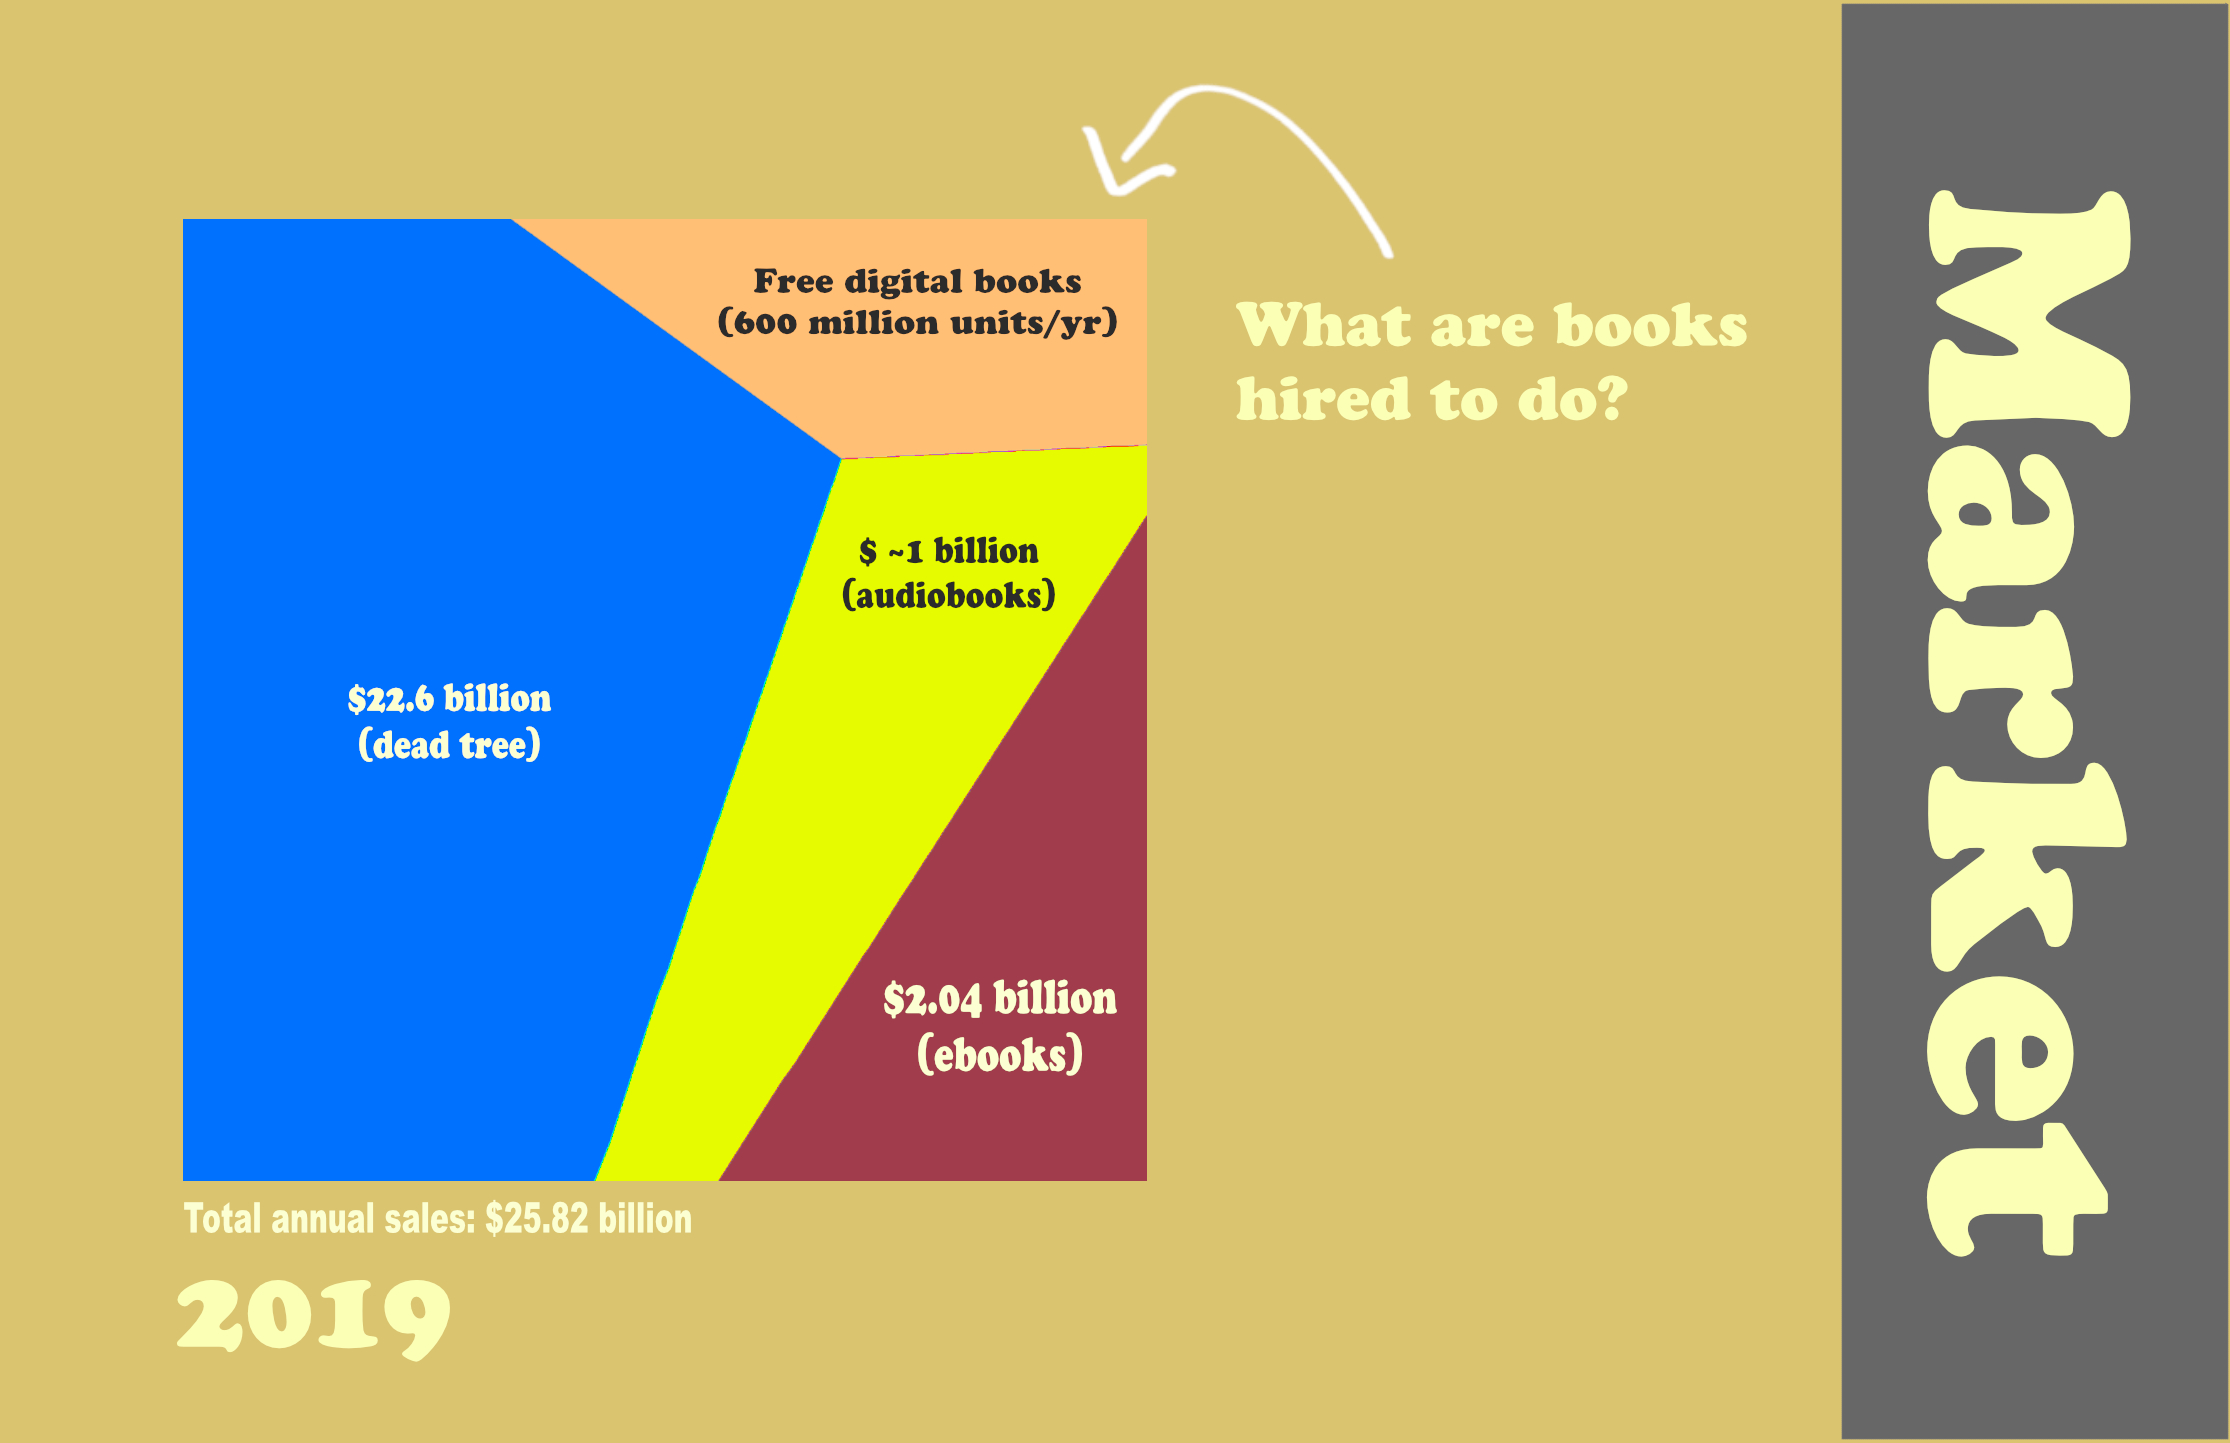 Free digital books
(600 million units/yr)
What are books
hired to do?
$ ~1 billion
(audiobooks)
$22.6 billion
(dead tree)
$2.04 billion
(ebooks)
Total annual sales: $25.82 billion
2019
Market